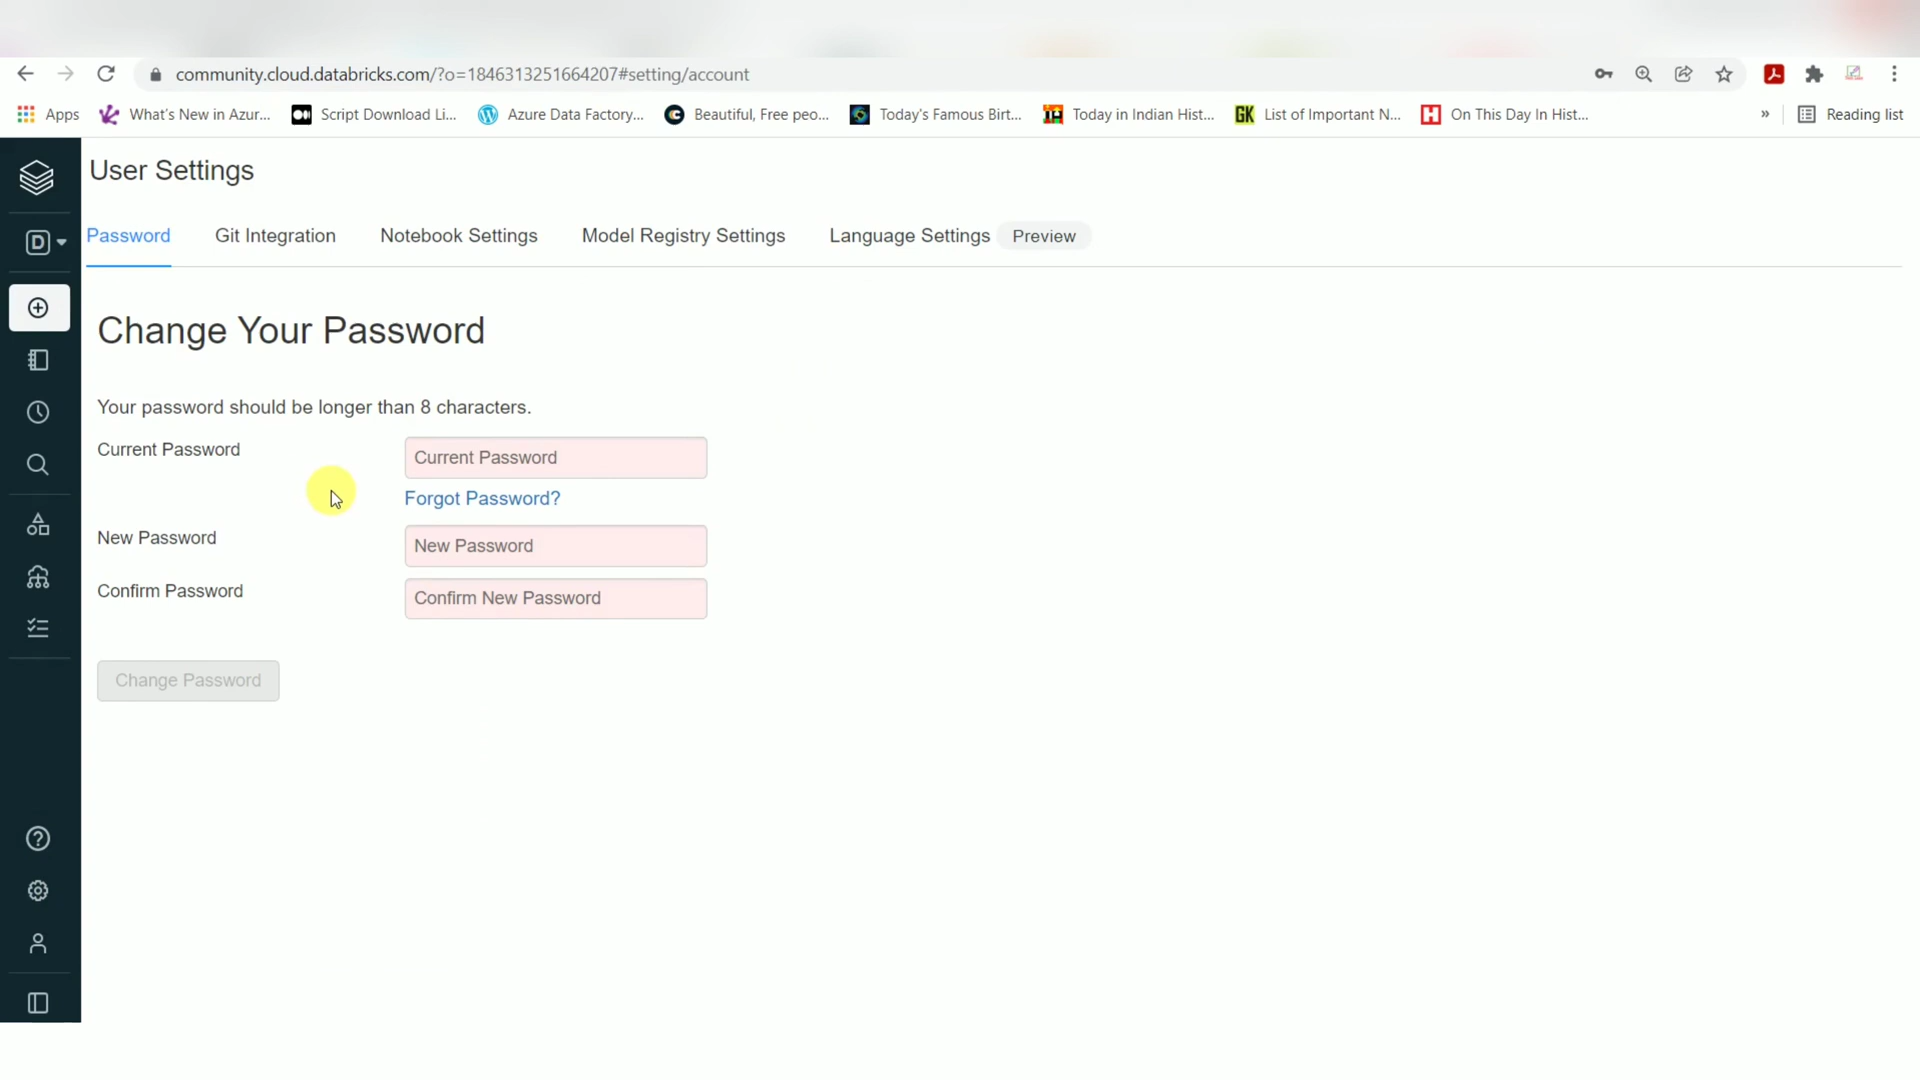 community.cloud.databricks.com/?o=1846313251664207#setting/account
Apps What's New in Azur... Script Download Li... Azure Data Factory... Beautiful, Free peo... Today's Famous Birt... TH Today in Indian Hist... GK List of Important N... H On This Day In Hist... » Reading list
User Settings
D
Password Git Integration Notebook Settings Model Registry Settings Language Settings Preview
Change Your Password
Your password should be longer than 8 characters.
Current Password Current Password
Forgot Password?
New Password New Password
Confirm Password Confirm New Password
Change Password